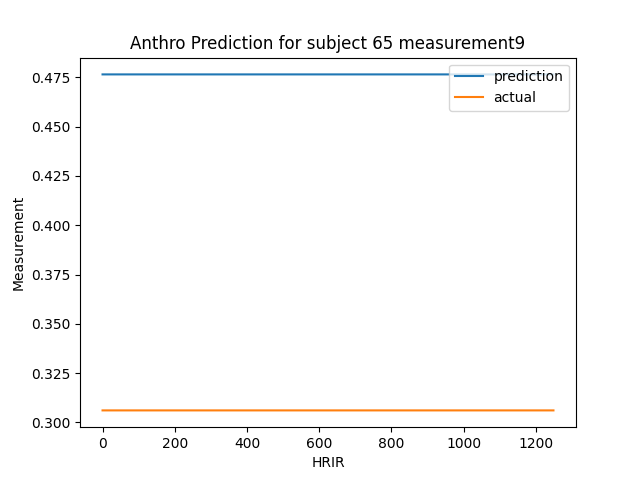 Anthro Prediction for subject 65 measurement9
prediction
actual
0.475
0.450
0.425
0.400
0.375
0.350
0.325
0.300
Measurement
0 200 400 600 800 1000 1200
HRIR